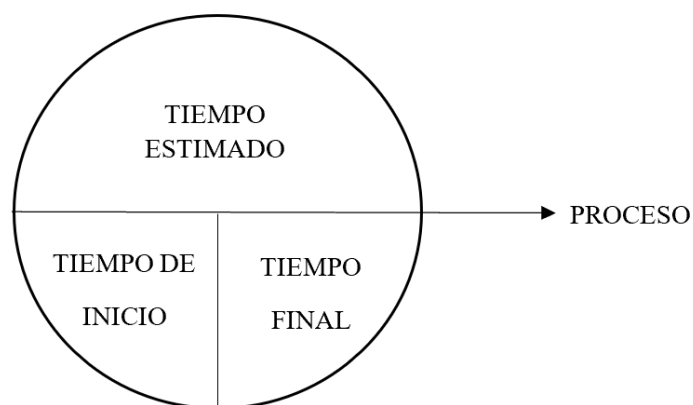 TIEMPO
ESTIMADO
PROCESO
TIEMPO DE
INICIO
TIEMPO
FINAL